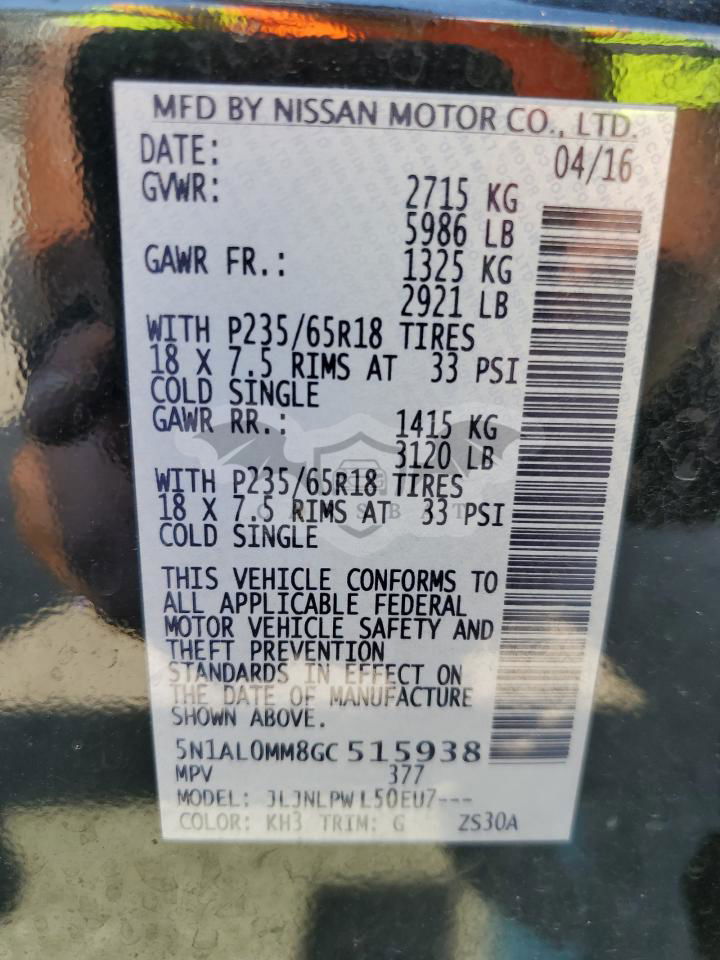 MFD BY NISSAN MOTOR CO., LTD.
DATE: 04/16
GVWR: 2715 KG
5986 LB
GAWR FR.: 1325 KG
2921 LB
WITH P235/65R18 TIRES
18 X 7.5 RIMS AT 33 PSI
COLD SINGLE
GAWR RR.: 1415 KG
3120 LB
WITH P235/65R18 TIRES
18 X 7.5 RIMS AT 33 PSI
COLD SINGLE
THIS VEHICLE CONFORMS TO
ALL APPLICABLE FEDERAL
MOTOR VEHICLE SAFETY AND
THEFT PREVENTION
STANDARDS IN EFFECT ON
THE DATE OF MANUFACTURE
SHOWN ABOVE.
5N1AL0MM8GC 515938
MPV 377
MODEL: JLJNLPW L50EU7---
COLOR: KH3 TRIM: G ZS30A